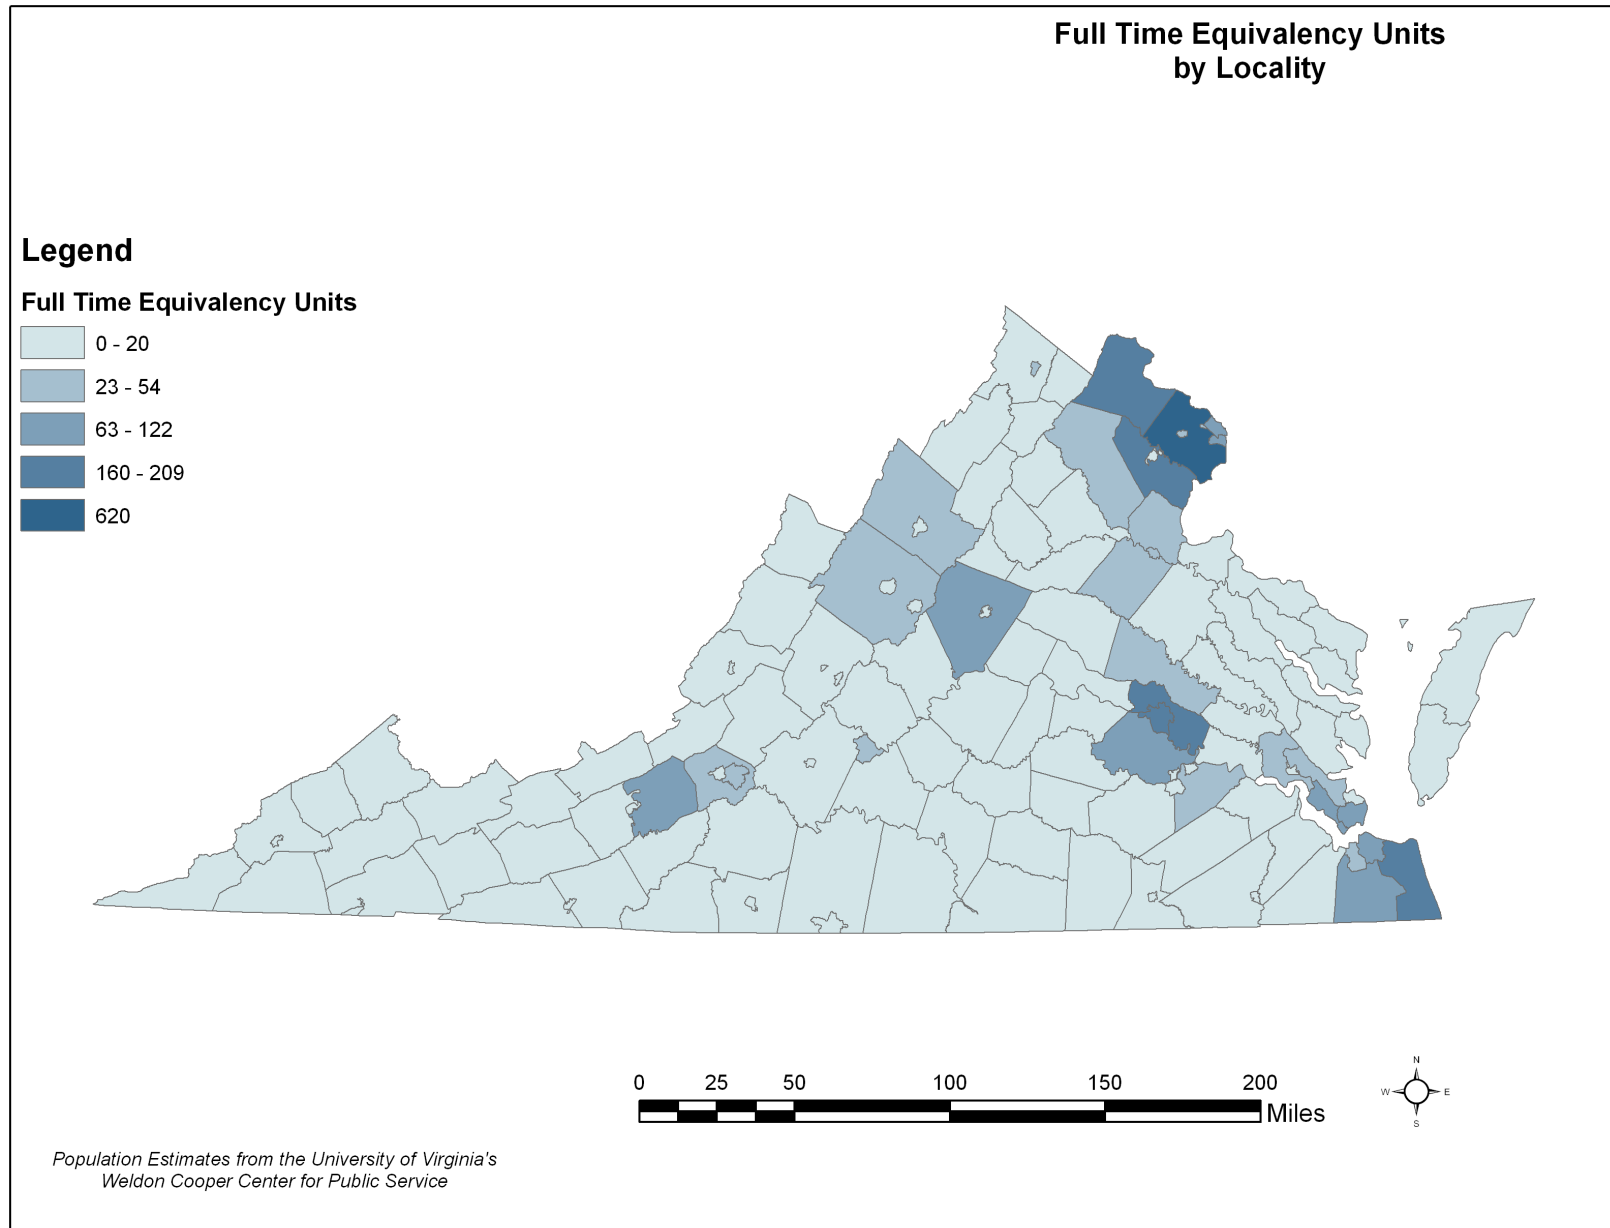 Full Time Equivalency Units
by Locality
Legend
Full Time Equivalency Units
0 - 20
23 - 54
63 - 122
160 - 209
620
0 25 50 100 150 200
Miles
N
W E
S
Population Estimates from the University of Virginia's
Weldon Cooper Center for Public Service